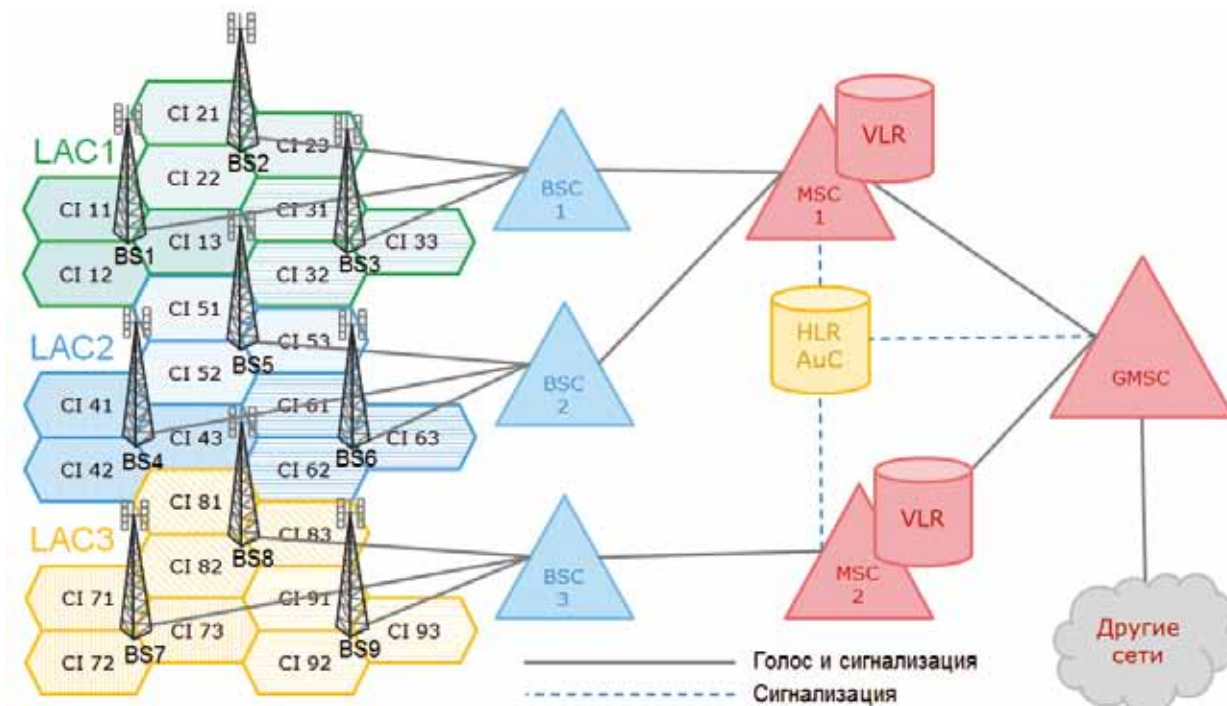 LAC1
CI 21
CI 23
CI 22
CI 11
CI 31
CI 13
CI 33
CI 12
CI 32
BS2
BS1
BS3
LAC2
CI 51
CI 53
CI 52
CI 41
CI 61
CI 43
CI 63
CI 42
CI 62
BS5
BS4
BS6
LAC3
CI 81
CI 83
CI 82
CI 71
CI 91
CI 73
CI 93
CI 72
CI 92
BS8
BS7
BS9
BSC
1
BSC
2
BSC
3
MSC
1
VLR
HLR
AuC
MSC
2
VLR
GMSC
Другие
сети
Голос и сигнализация
Сигнализация